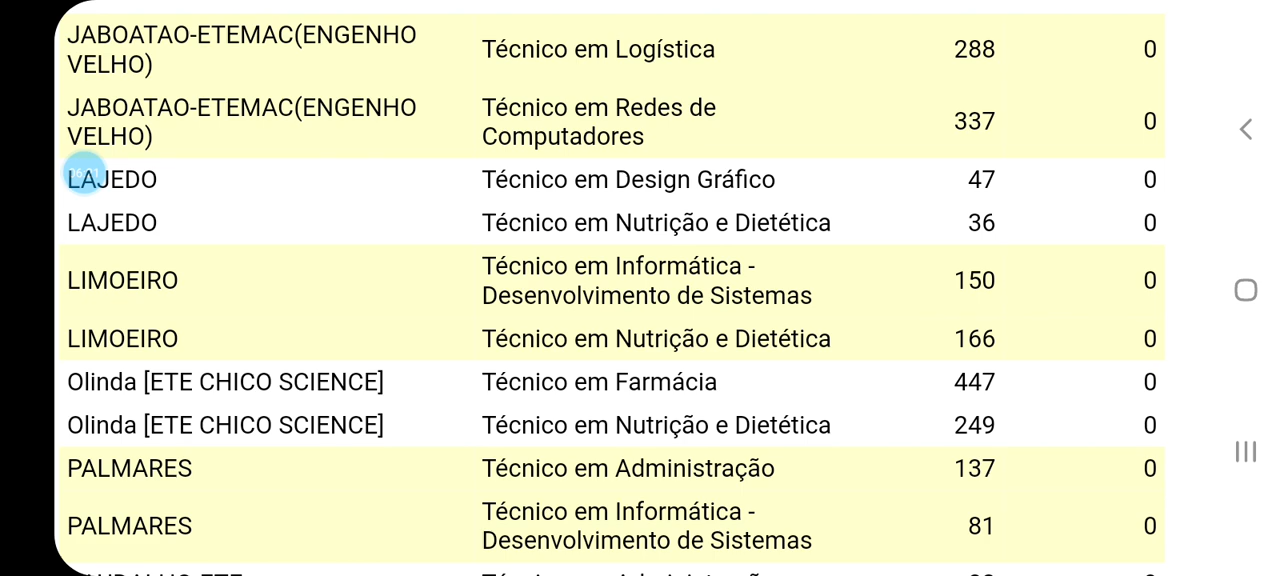 JABOATAO-ETEMAC(ENGENHO
VELHO)
Técnico em Logística
288
0
JABOATAO-ETEMAC(ENGENHO
VELHO)
Técnico em Redes de
Computadores
337
0
LAJEDO
Técnico em Design Gráfico
47
0
LAJEDO
Técnico em Nutrição e Dietética
36
0
LIMOEIRO
Técnico em Informática -
Desenvolvimento de Sistemas
150
0
LIMOEIRO
Técnico em Nutrição e Dietética
166
0
Olinda [ETE CHICO SCIENCE]
Técnico em Farmácia
447
0
Olinda [ETE CHICO SCIENCE]
Técnico em Nutrição e Dietética
249
0
PALMARES
Técnico em Administração
137
0
PALMARES
Técnico em Informática -
Desenvolvimento de Sistemas
81
0